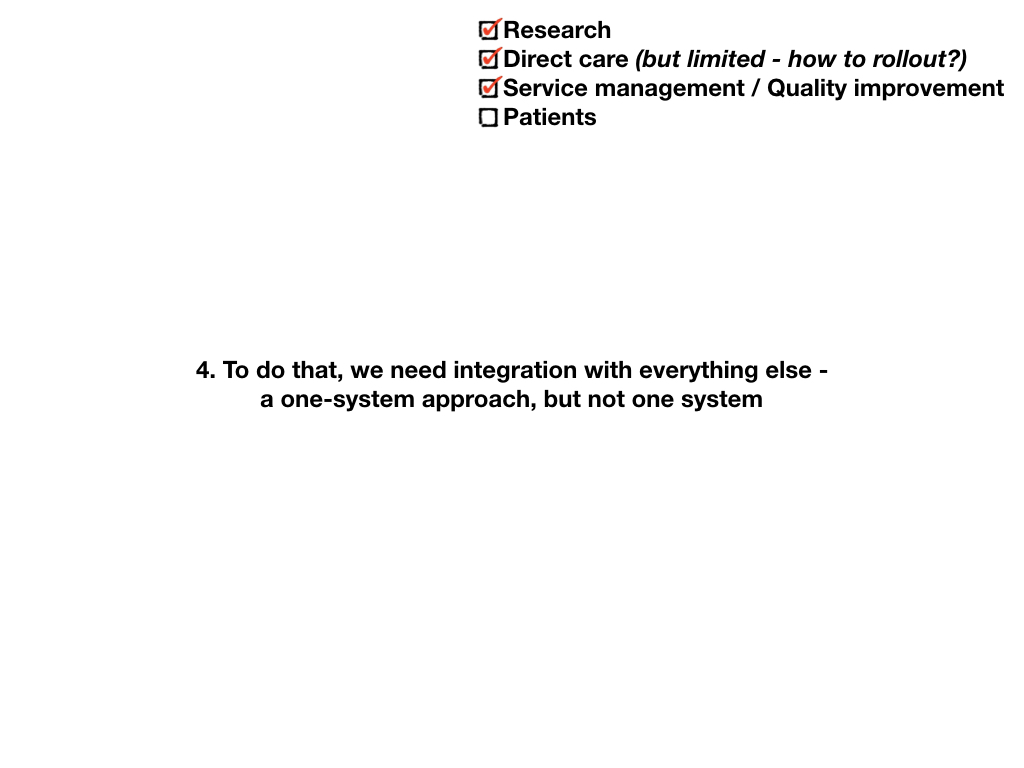 Research
Direct care (but limited - how to rollout?)
Service management / Quality improvement
Patients
4. To do that, we need integration with everything else -
a one-system approach, but not one system